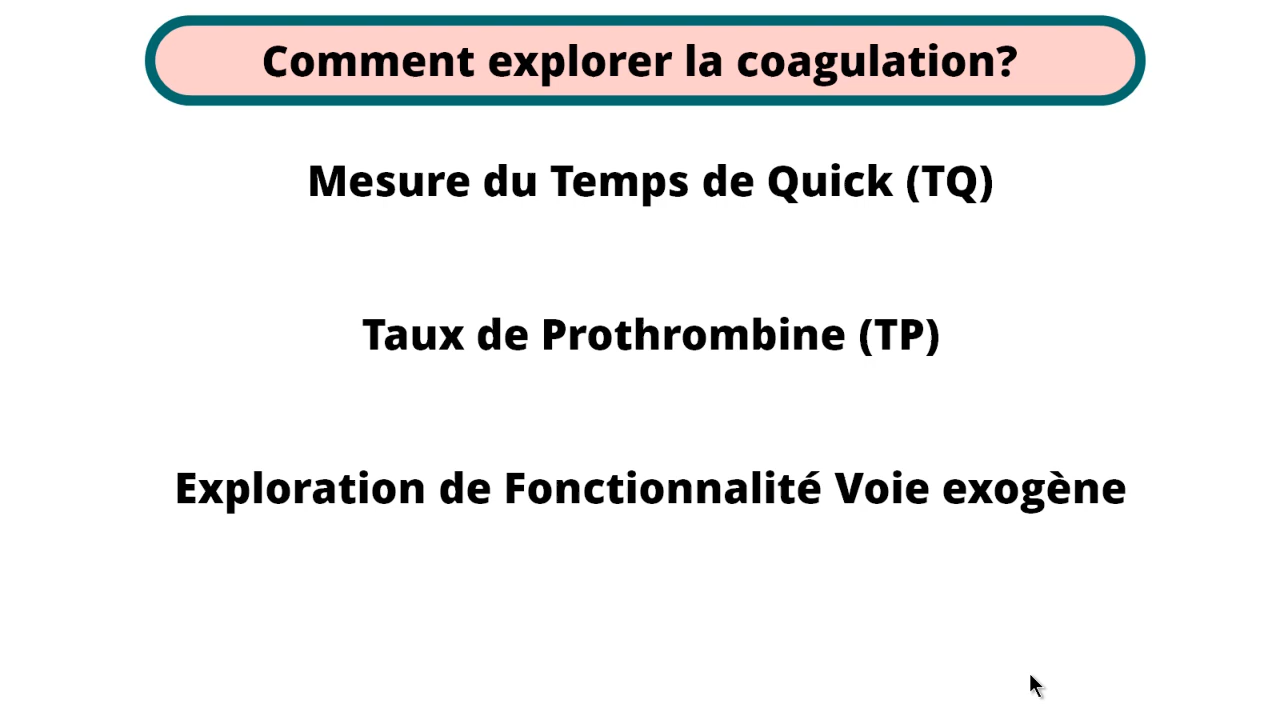 Comment explorer la coagulation?
Mesure du Temps de Quick (TQ)
Taux de Prothrombine (TP)
Exploration de Fonctionnalité Voie exogène